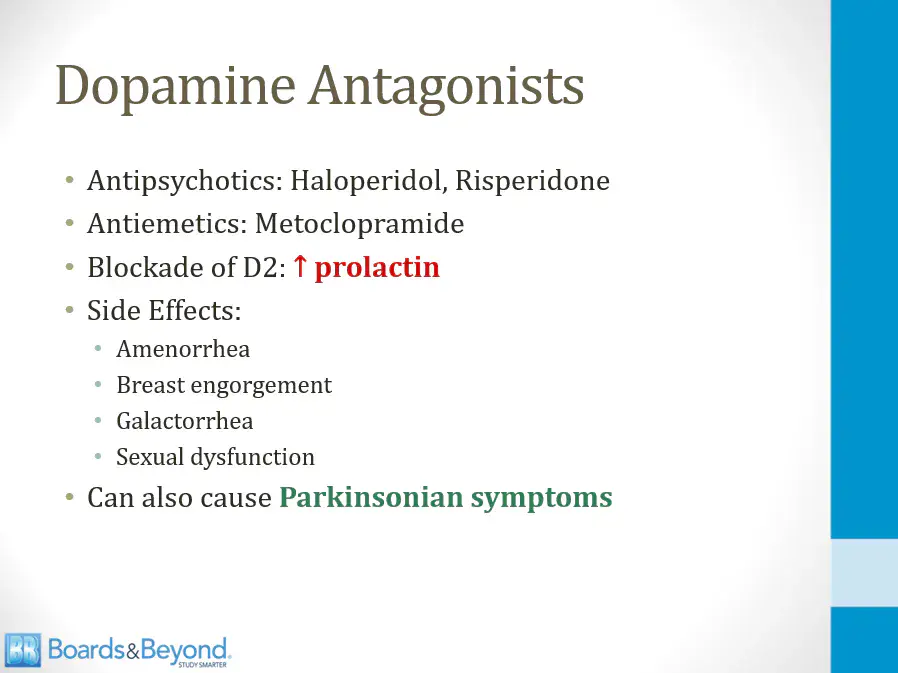 Dopamine Antagonists
• Antipsychotics: Haloperidol, Risperidone
• Antiemetics: Metoclopramide
• Blockade of D2: ↑ prolactin
• Side Effects:
• Amenorrhea
• Breast engorgement
• Galactorrhea
• Sexual dysfunction
• Can also cause Parkinsonian symptoms
BB Boards&Beyond.
STUDY SMARTER